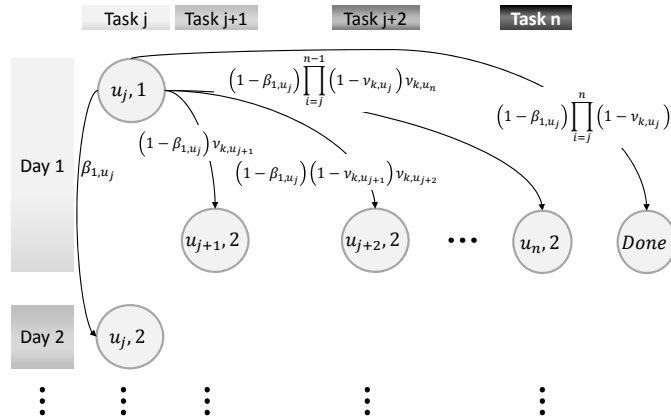 Task j Task j+1 Task j+2 Task n
Day 1
u_j, 1
(1 - β_{1,u_j}) ∏_{i=j}^{n-1} (1 - ν_{k,u_j}) ν_{k,u_n}
(1 - β_{1,u_j}) ∏_{i=j}^{n} (1 - ν_{k,u_j})
β_{1,u_j}
(1 - β_{1,u_j}) ν_{k,u_{j+1}}
(1 - β_{1,u_j}) (1 - ν_{k,u_{j+1}}) ν_{k,u_{j+2}}
u_{j+1}, 2 u_{j+2}, 2 ••• u_n, 2 Done
Day 2
u_j, 2